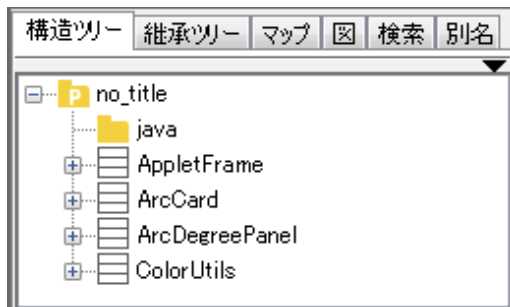 構造ツリー 継承ツリー マップ 図 検索 別名
P no_title
java
AppletFrame
ArcCard
ArcDegreePanel
ColorUtils